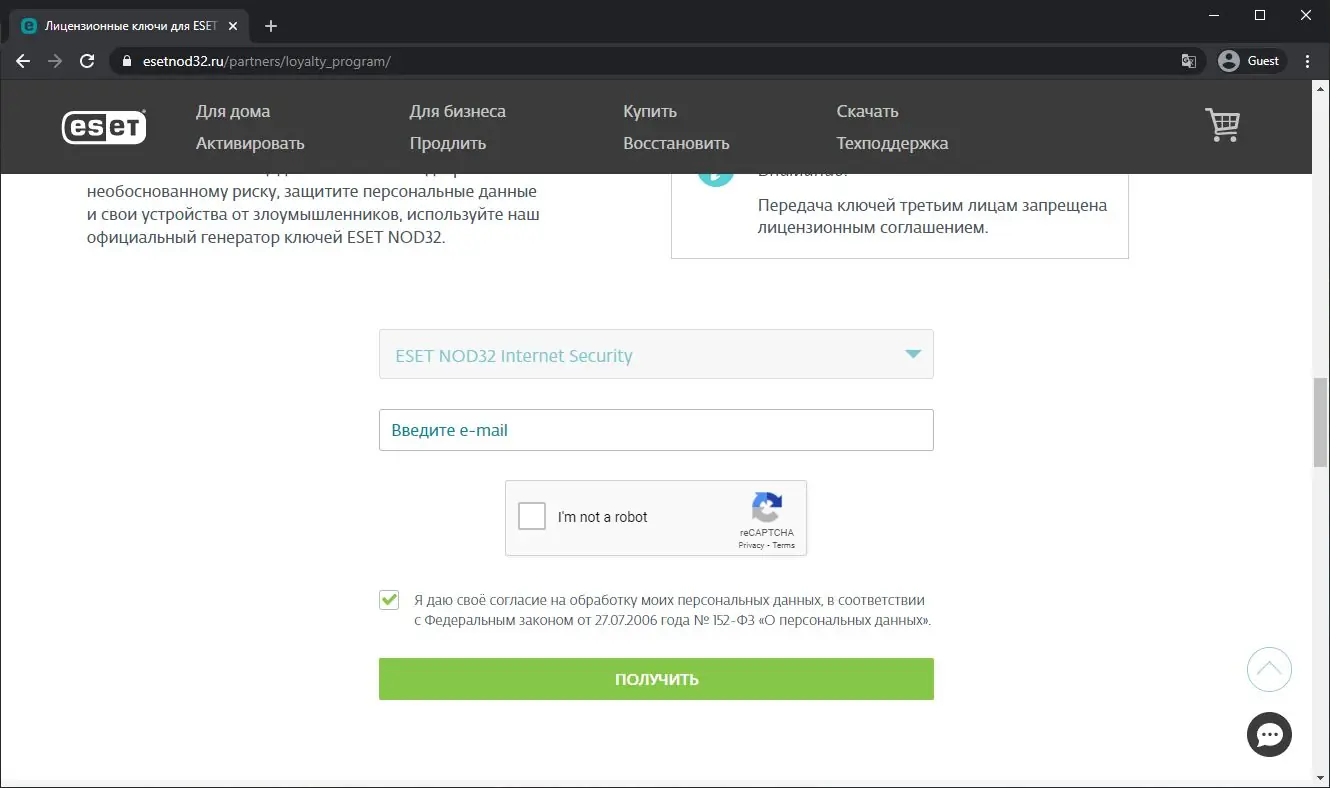 Лицензионные ключи для ESET
esetnod32.ru/partners/loyalty_program/
Guest
eset
Для дома
Для бизнеса
Купить
Скачать
Активировать
Продлить
Восстановить
Техподдержка
необоснованному риску, защитите персональные данные
и свои устройства от злоумышленников, используйте наш
официальный генератор ключей ESET NOD32.
Передача ключей третьим лицам запрещена
лицензионным соглашением.
ESET NOD32 Internet Security
Введите e-mail
I'm not a robot
reCAPTCHA
Privacy - Terms
Я даю своё согласие на обработку моих персональных данных, в соответствии
с Федеральным законом от 27.07.2006 года № 152-ФЗ «О персональных данных».
ПОЛУЧИТЬ